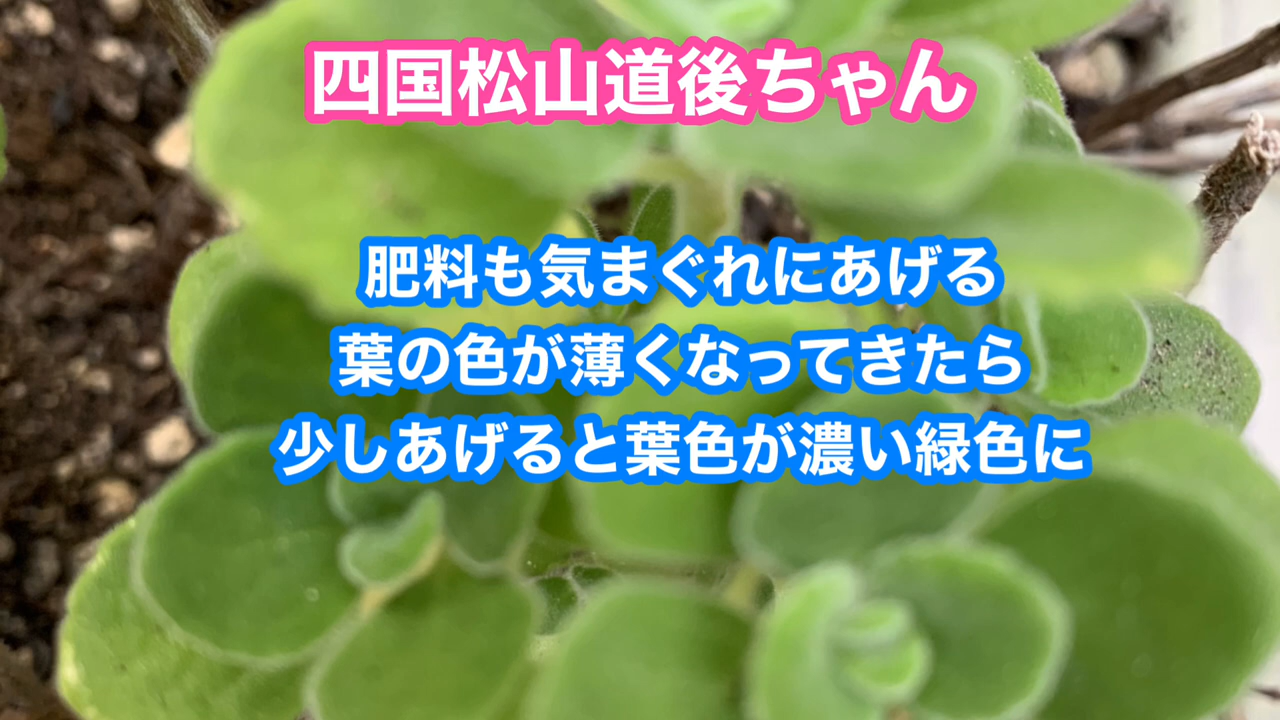 四国松山道後ちゃん
肥料も気まぐれにあげる
葉の色が薄くなってきたら
少しあげると葉色が濃い緑色に